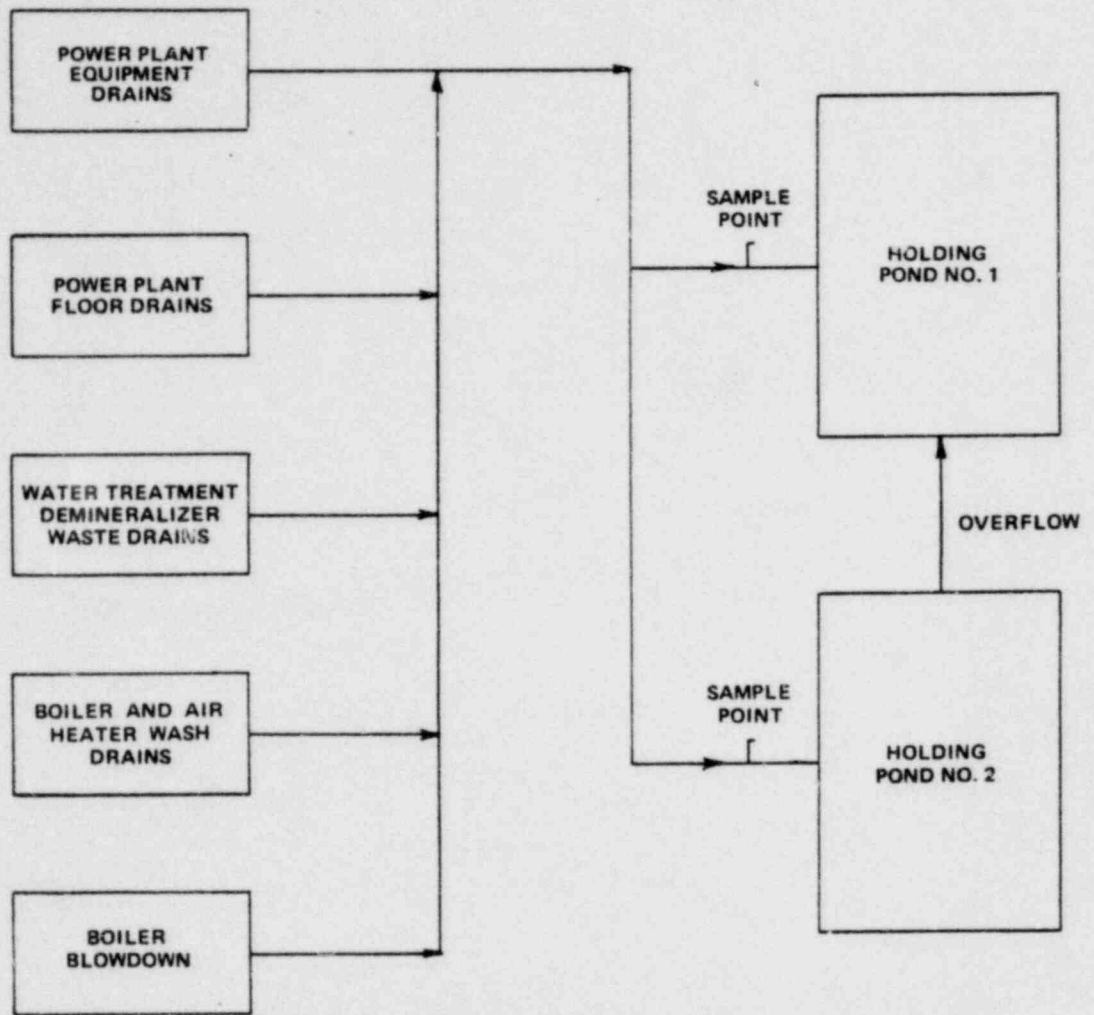 POWER PLANT
EQUIPMENT
DRAINS
POWER PLANT
FLOOR DRAINS
WATER TREATMENT
DEMINERALIZER
WASTE DRAINS
BOILER AND AIR
HEATER WASH
DRAINS
BOILER
BLOWDOWN
SAMPLE
POINT
HOLDING
POND NO. 1
OVERFLOW
SAMPLE
POINT
HOLDING
POND NO. 2